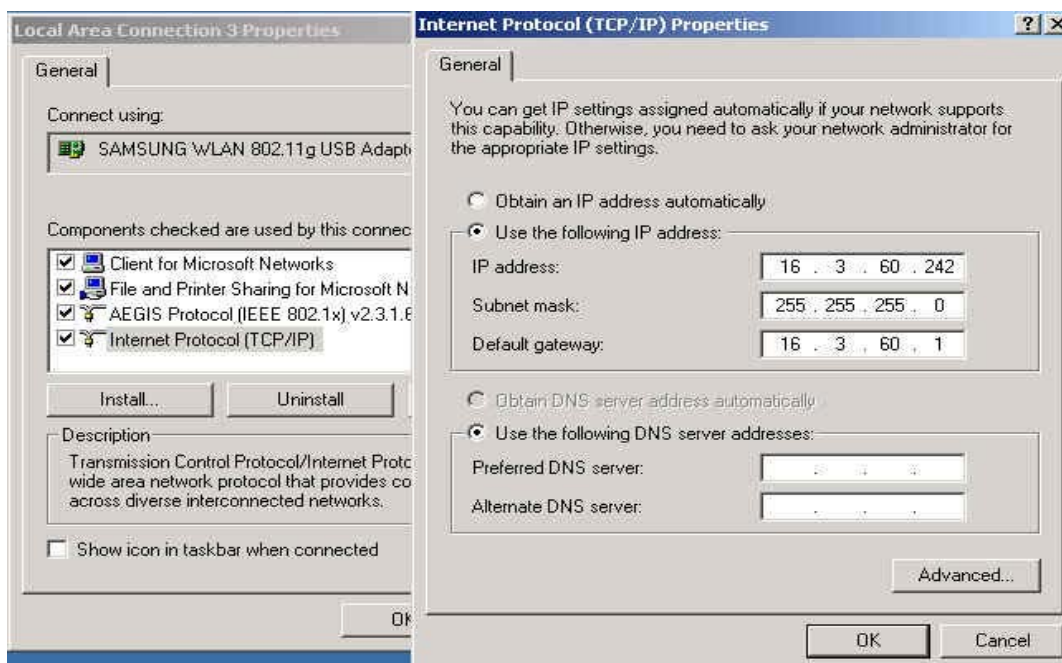 Local Area Connection 3 Properties
General
Connect using:
SAMSUNG WLAN 802.11g USB Adapt
Components checked are used by this connec
Client for Microsoft Networks
File and Printer Sharing for Microsoft N
AEGIS Protocol (IEEE 802.1x) v2.3.1.6
Internet Protocol (TCP/IP)
Install...
Uninstall
Description
Transmission Control Protocol/Internet Proto
wide area network protocol that provides co
across diverse interconnected networks.
Show icon in taskbar when connected
OK
Internet Protocol (TCP/IP) Properties
General
You can get IP settings assigned automatically if your network supports
this capability. Otherwise, you need to ask your network administrator for
the appropriate IP settings.
Obtain an IP address automatically
Use the following IP address:
IP address: 16 . 3 . 60 . 242
Subnet mask: 255 . 255 . 255 . 0
Default gateway: 16 . 3 . 60 . 1
Obtain DNS server address automatically
Use the following DNS server addresses:
Preferred DNS server: . . .
Alternate DNS server: . . .
Advanced...
OK
Cancel